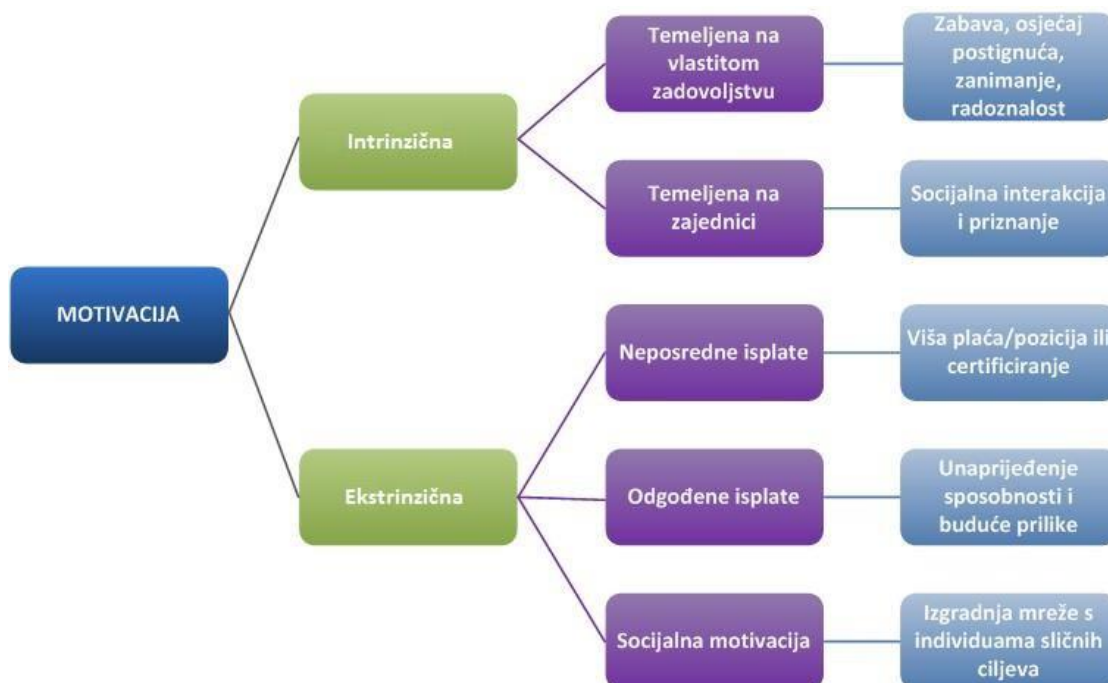 MOTIVACIJA
Intrinzična
Temeljena na
vlastitom
zadovoljstvu
Zabava, osjećaj
postignuća,
zanimanje,
radoznalost
Temeljena na
zajednici
Socijalna interakcija
i priznanje
Ekstrinzična
Neposredne isplate
Viša plaća/pozicija ili
certificiranje
Odgođene isplate
Unaprijeđenje
sposobnosti i
buduće prilike
Socijalna motivacija
Izgradnja mreže s
individuama sličnih
ciljeva